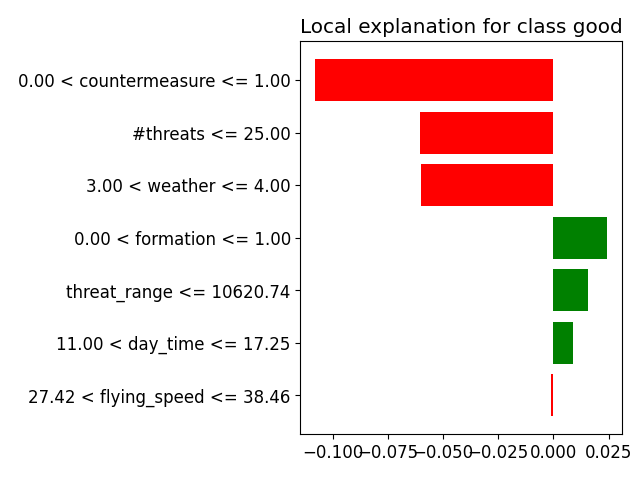 Local explanation for class good
0.00 < countermeasure <= 1.00
#threats <= 25.00
3.00 < weather <= 4.00
0.00 < formation <= 1.00
threat_range <= 10620.74
11.00 < day_time <= 17.25
27.42 < flying_speed <= 38.46
−0.100 −0.075 −0.050 −0.025 0.000 0.025